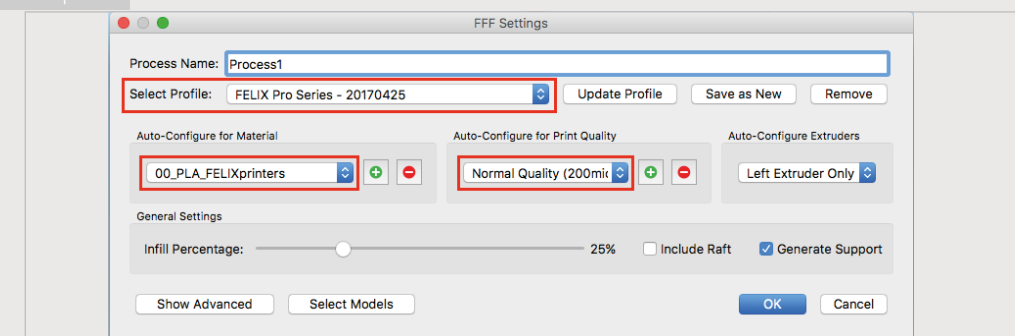 FFF Settings
Process Name: Process1
Select Profile: FELIX Pro Series - 20170425 Update Profile Save as New Remove
Auto-Configure for Material Auto-Configure for Print Quality Auto-Configure Extruders
00_PLA_FELIXprinters Normal Quality (200mic Left Extruder Only
General Settings
Infill Percentage: 25% Include Raft Generate Support
Show Advanced Select Models OK Cancel